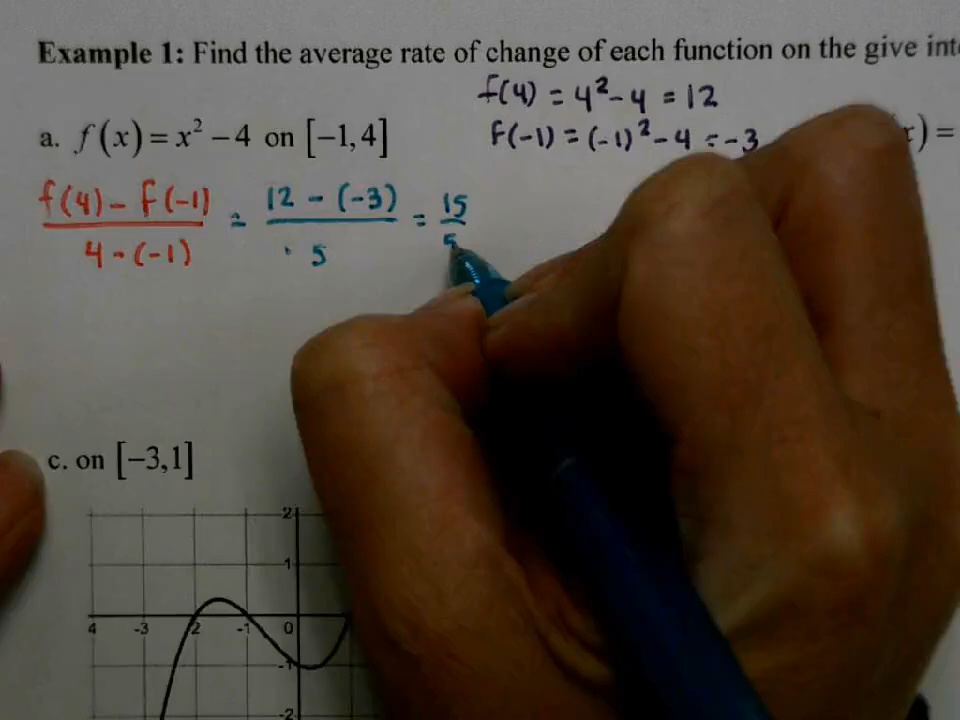 Example 1: Find the average rate of change of each function on the give
f(4) = 4² - 4 = 12
a. f(x) = x² - 4 on [-1,4]
f(-1) = (-1)² - 4 = -3
) =
f(4) - f(-1) / 4 - (-1) = 12 - (-3) / 5 = 15 / 5
c. on [-3,1]
2
1
4 -3 2 -1 0
-1
-2